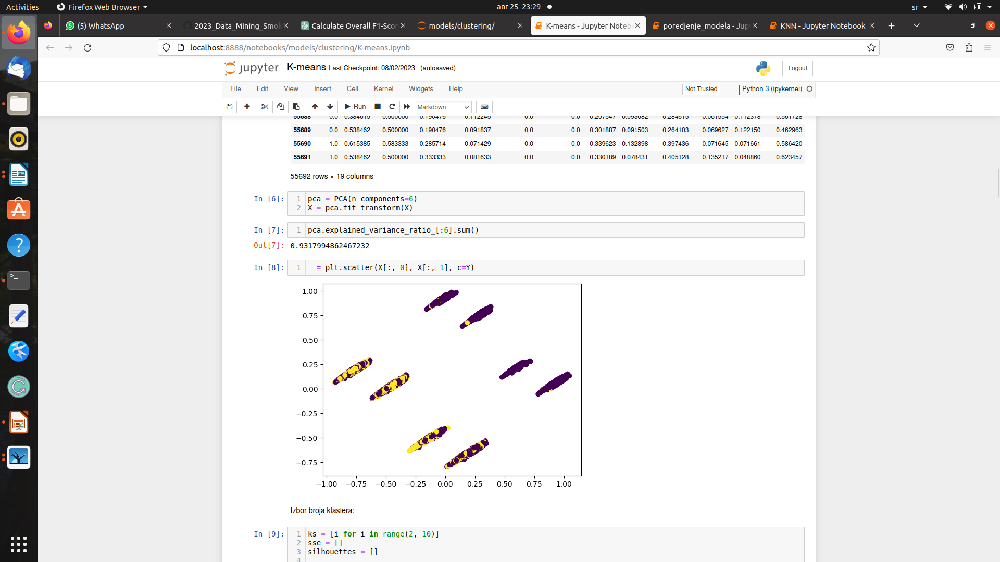 Activities Firefox Web Browser авг 25 23:29 sr
(5) WhatsApp 2023_Data_Mining_Smok Calculate Overall F1-Scor models/clustering/ K-means - Jupyter Noteb poredjenje_modela - Jup KNN - Jupyter Notebook
localhost:8888/notebooks/models/clustering/K-means.ipynb
jupyter K-means Last Checkpoint: 08/02/2023 (autosaved) Logout
File Edit View Insert Cell Kernel Widgets Help Not Trusted Python 3 (ipykernel)
Run Markdown
55688 0.0 0.384615 0.500000 0.190476 0.112245 0.0 0.0 0.207547 0.093682 0.284615 0.061554 0.112378 0.561728
55689 0.0 0.538462 0.500000 0.190476 0.091837 0.0 0.0 0.301887 0.091503 0.264103 0.069627 0.122150 0.462963
55690 1.0 0.615385 0.583333 0.285714 0.071429 0.0 0.0 0.339623 0.132898 0.397436 0.071645 0.071661 0.586420
55691 1.0 0.538462 0.500000 0.333333 0.081633 0.0 0.0 0.330189 0.078431 0.405128 0.135217 0.048860 0.623457
55692 rows × 19 columns
In [6]: 1 pca = PCA(n_components=6)
2 X = pca.fit_transform(X)
In [7]: 1 pca.explained_variance_ratio_[:6].sum()
Out[7]: 0.9317994862467232
In [8]: 1 _ = plt.scatter(X[:, 0], X[:, 1], c=Y)
1.00
0.75
0.50
0.25
0.00
−0.25
−0.50
−0.75
−1.00 −0.75 −0.50 −0.25 0.00 0.25 0.50 0.75 1.00
Izbor broja klastera:
In [9]: 1 ks = [i for i in range(2, 10)]
2 sse = []
3 silhouettes = []
4